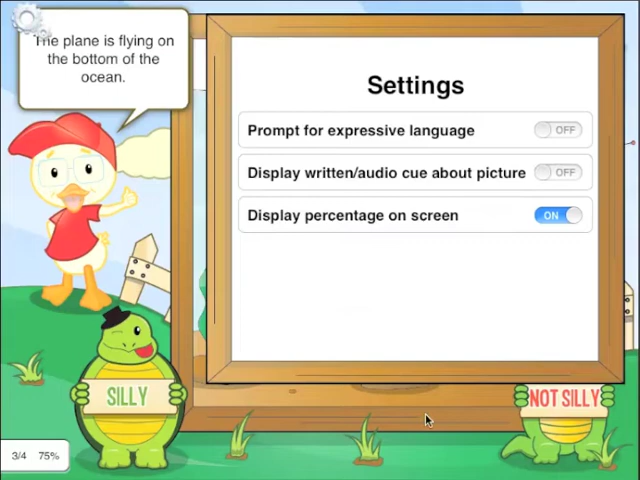 The plane is flying on
the bottom of the
ocean.
Settings
Prompt for expressive language OFF
Display written/audio cue about picture OFF
Display percentage on screen ON
SILLY
NOT SILLY
3/4 75%